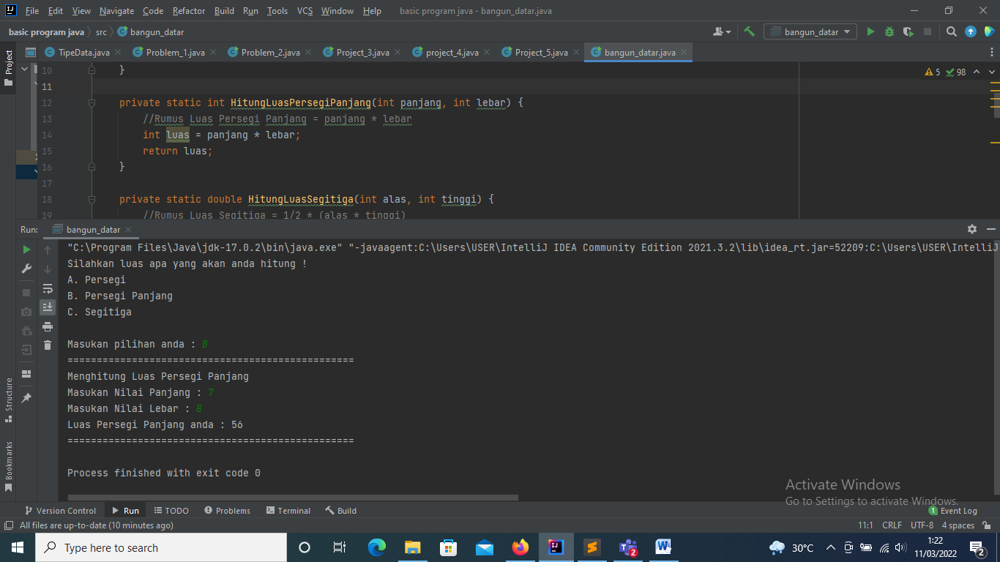 File Edit View Navigate Code Refactor Build Run Tools VCS Window Help basic program java - bangun_datar.java
basic program java src bangun_datar bangun_datar
Project
TipeData.java Problem_1.java Problem_2.java Project_3.java project_4.java Project_5.java bangun_datar.java
10 }
5 98
11
12 private static int HitungLuasPersegiPanjang(int panjang, int lebar) {
13 //Rumus Luas Persegi Panjang = panjang * lebar
14 int luas = panjang * lebar;
15 return luas;
16 }
17
18 private static double HitungLuasSegitiga(int alas, int tinggi) {
19 //Rumus Luas Segitiga = 1/2 * (alas * tinggi)
Run: bangun_datar
"C:\Program Files\Java\jdk-17.0.2\bin\java.exe" "-javaagent:C:\Users\USER\IntelliJ IDEA Community Edition 2021.3.2\lib\idea_rt.jar=52209:C:\Users\USER\IntelliJ
Silahkan luas apa yang akan anda hitung !
A. Persegi
B. Persegi Panjang
C. Segitiga
Masukan pilihan anda : B
=================================================
Menghitung Luas Persegi Panjang
Masukan Nilai Panjang : 7
Masukan Nilai Lebar : 8
Luas Persegi Panjang anda : 56
=================================================
Process finished with exit code 0
Structure
Bookmarks
Activate Windows
Go to Settings to activate Windows.
Version Control Run TODO Problems Terminal Build 1 Event Log
All files are up-to-date (10 minutes ago) 11:1 CRLF UTF-8 4 spaces
Type here to search 2 30°C 1:22
11/03/2022 2